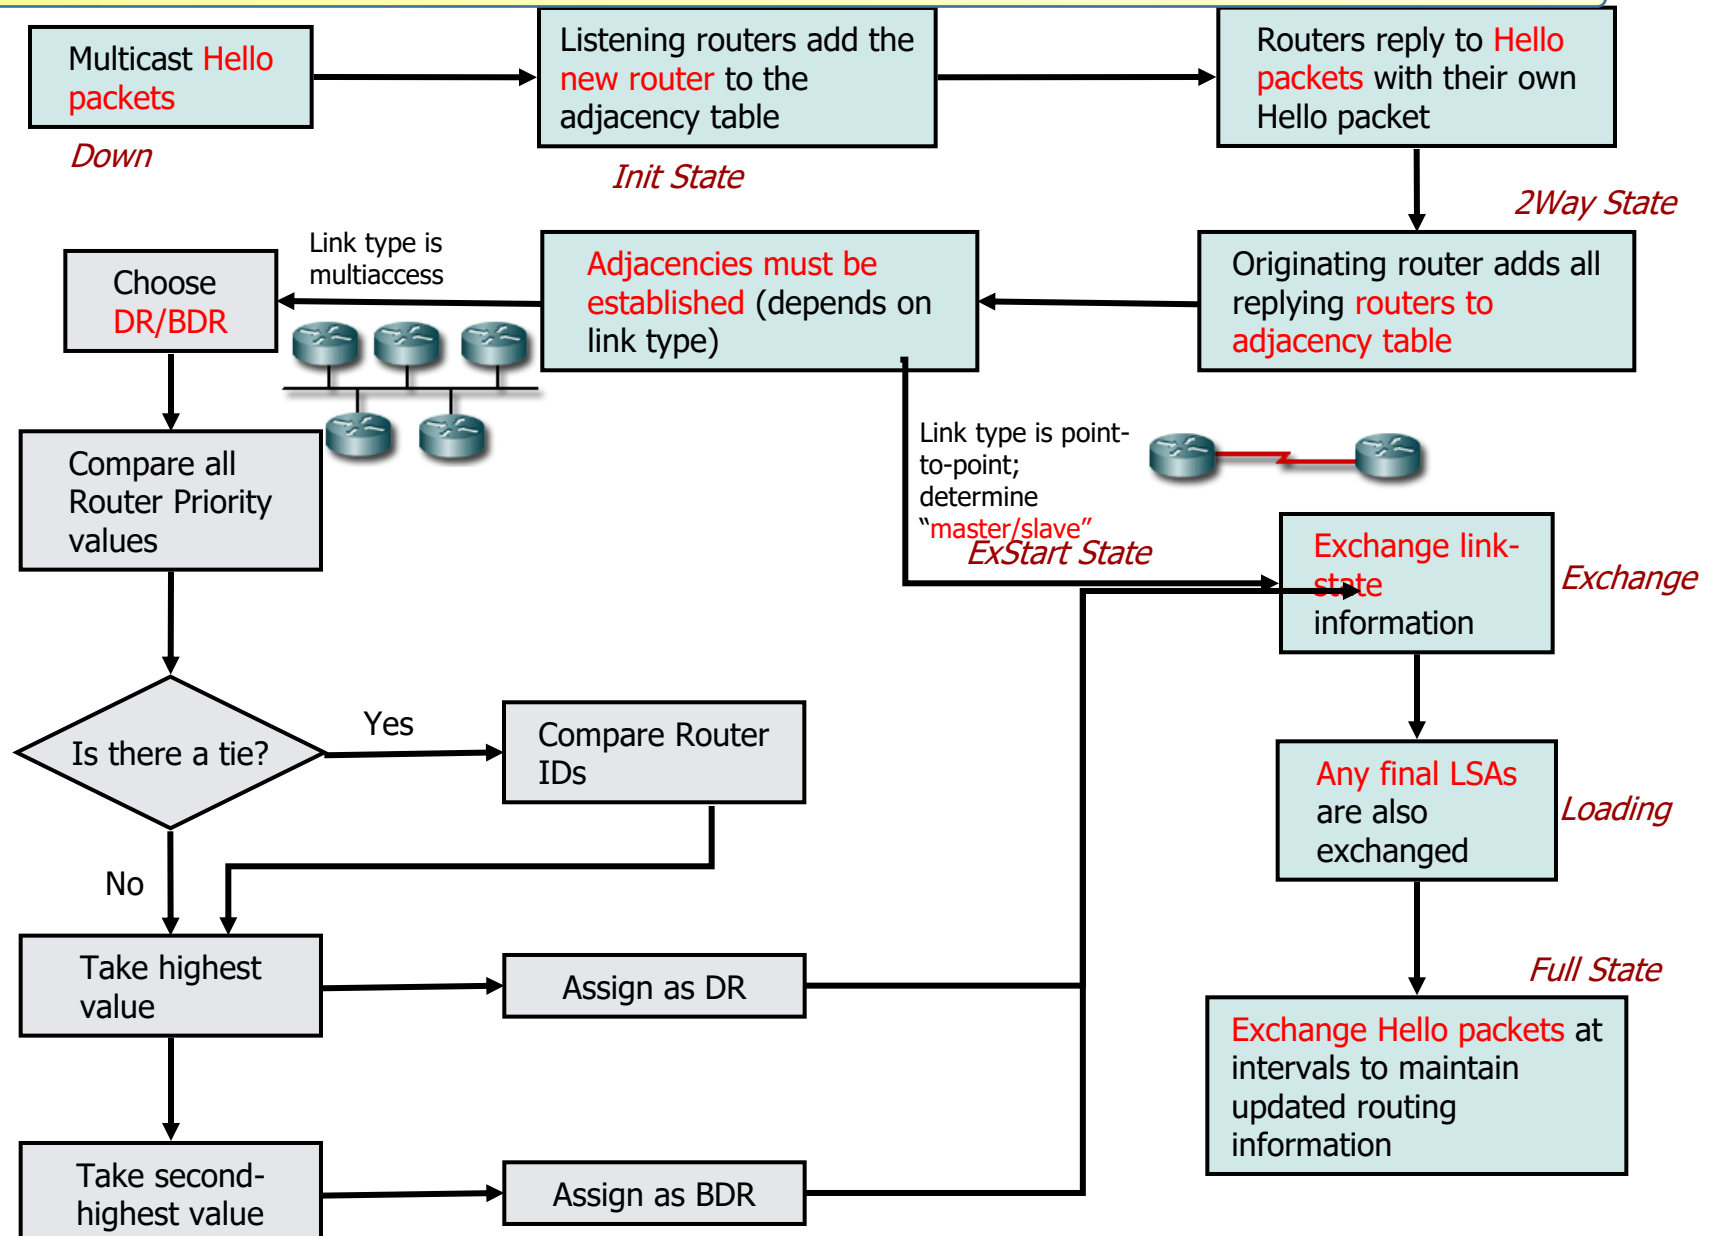 Multicast Hello
packets
Down
Listening routers add the
new router to the
adjacency table
Init State
Routers reply to Hello
packets with their own
Hello packet
2Way State
Originating router adds all
replying routers to
adjacency table
Adjacencies must be
established (depends on
link type)
Link type is
multiaccess
Choose
DR/BDR
Compare all
Router Priority
values
Link type is point-
to-point;
determine
“master/slave”
ExStart State
Exchange link-
state
information
Exchange
Is there a tie?
Yes
Compare Router
IDs
No
Any final LSAs
are also
exchanged
Loading
Take highest
value
Assign as DR
Full State
Exchange Hello packets at
intervals to maintain
updated routing
information
Take second-
highest value
Assign as BDR